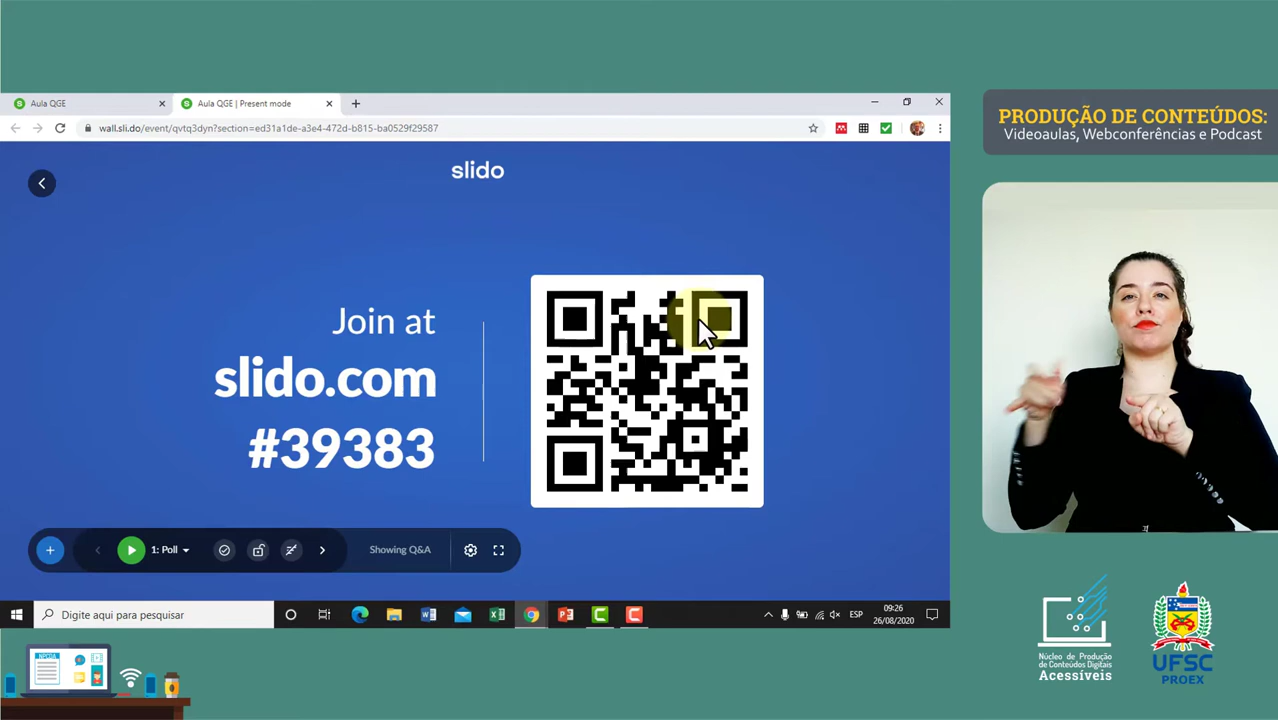 Aula QGE
Aula QGE | Present mode
wall.sli.do/event/qvtq3dyn?section=ed31a1de-a3e4-472d-b815-ba0529f29587
slido
Join at
slido.com
#39383
1: Poll
Showing Q&A
Digite aqui para pesquisar
ESP
09:26
26/08/2020
PRODUÇÃO DE CONTEÚDOS:
Videoaulas, Webconferências e Podcast
NPCDA
Núcleo de Produção
de Conteúdos Digitais
Acessíveis
UFSC
PROEX